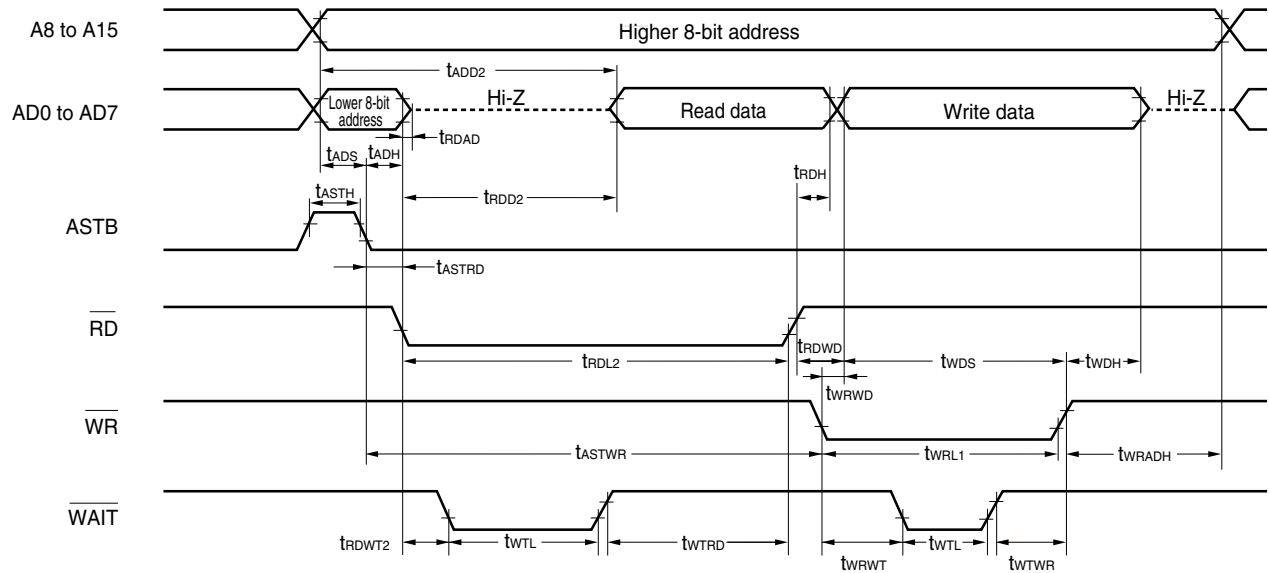 A8 to A15
Higher 8-bit address
tADD2
AD0 to AD7
Lower 8-bit
address
Hi-Z
Read data
Write data
Hi-Z
tRDAD
tADS
tADH
tRDH
tASTH
tRDD2
ASTB
tASTRD
RD
tRDL2
tRDWD
tWDS
tWDH
tWRWD
WR
tASTWR
tWRL1
tWRADH
WAIT
tRDWT2
tWTL
tWTRD
tWRWT
tWTL
tWTWR